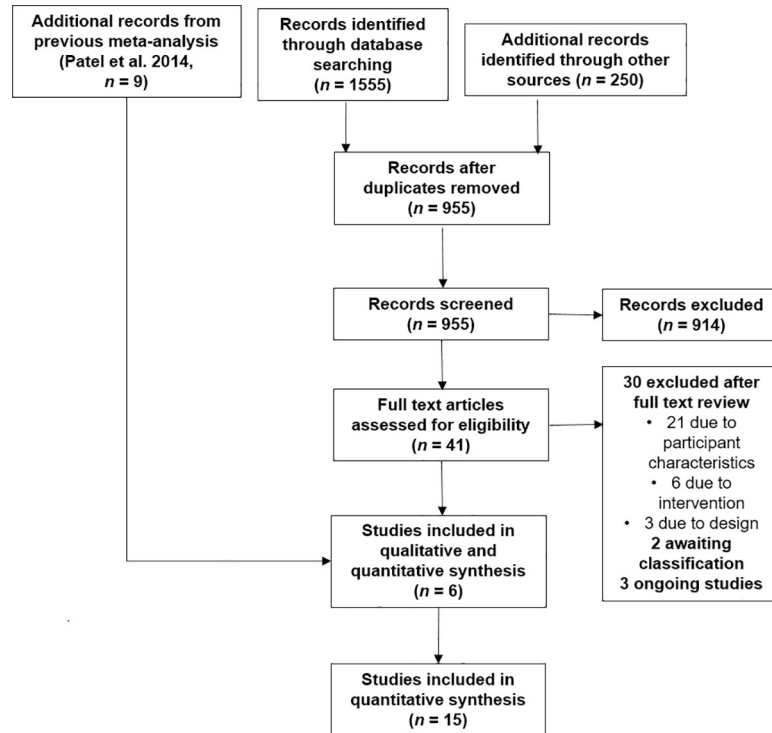 Additional records from
previous meta-analysis
(Patel et al. 2014,
n = 9)
Records identified
through database
searching
(n = 1555)
Additional records
identified through other
sources (n = 250)
Records after
duplicates removed
(n = 955)
Records screened
(n = 955)
Records excluded
(n = 914)
Full text articles
assessed for eligibility
(n = 41)
30 excluded after
full text review
• 21 due to
participant
characteristics
• 6 due to
intervention
• 3 due to design
2 awaiting
classification
3 ongoing studies
Studies included in
qualitative and
quantitative synthesis
(n = 6)
Studies included in
quantitative synthesis
(n = 15)